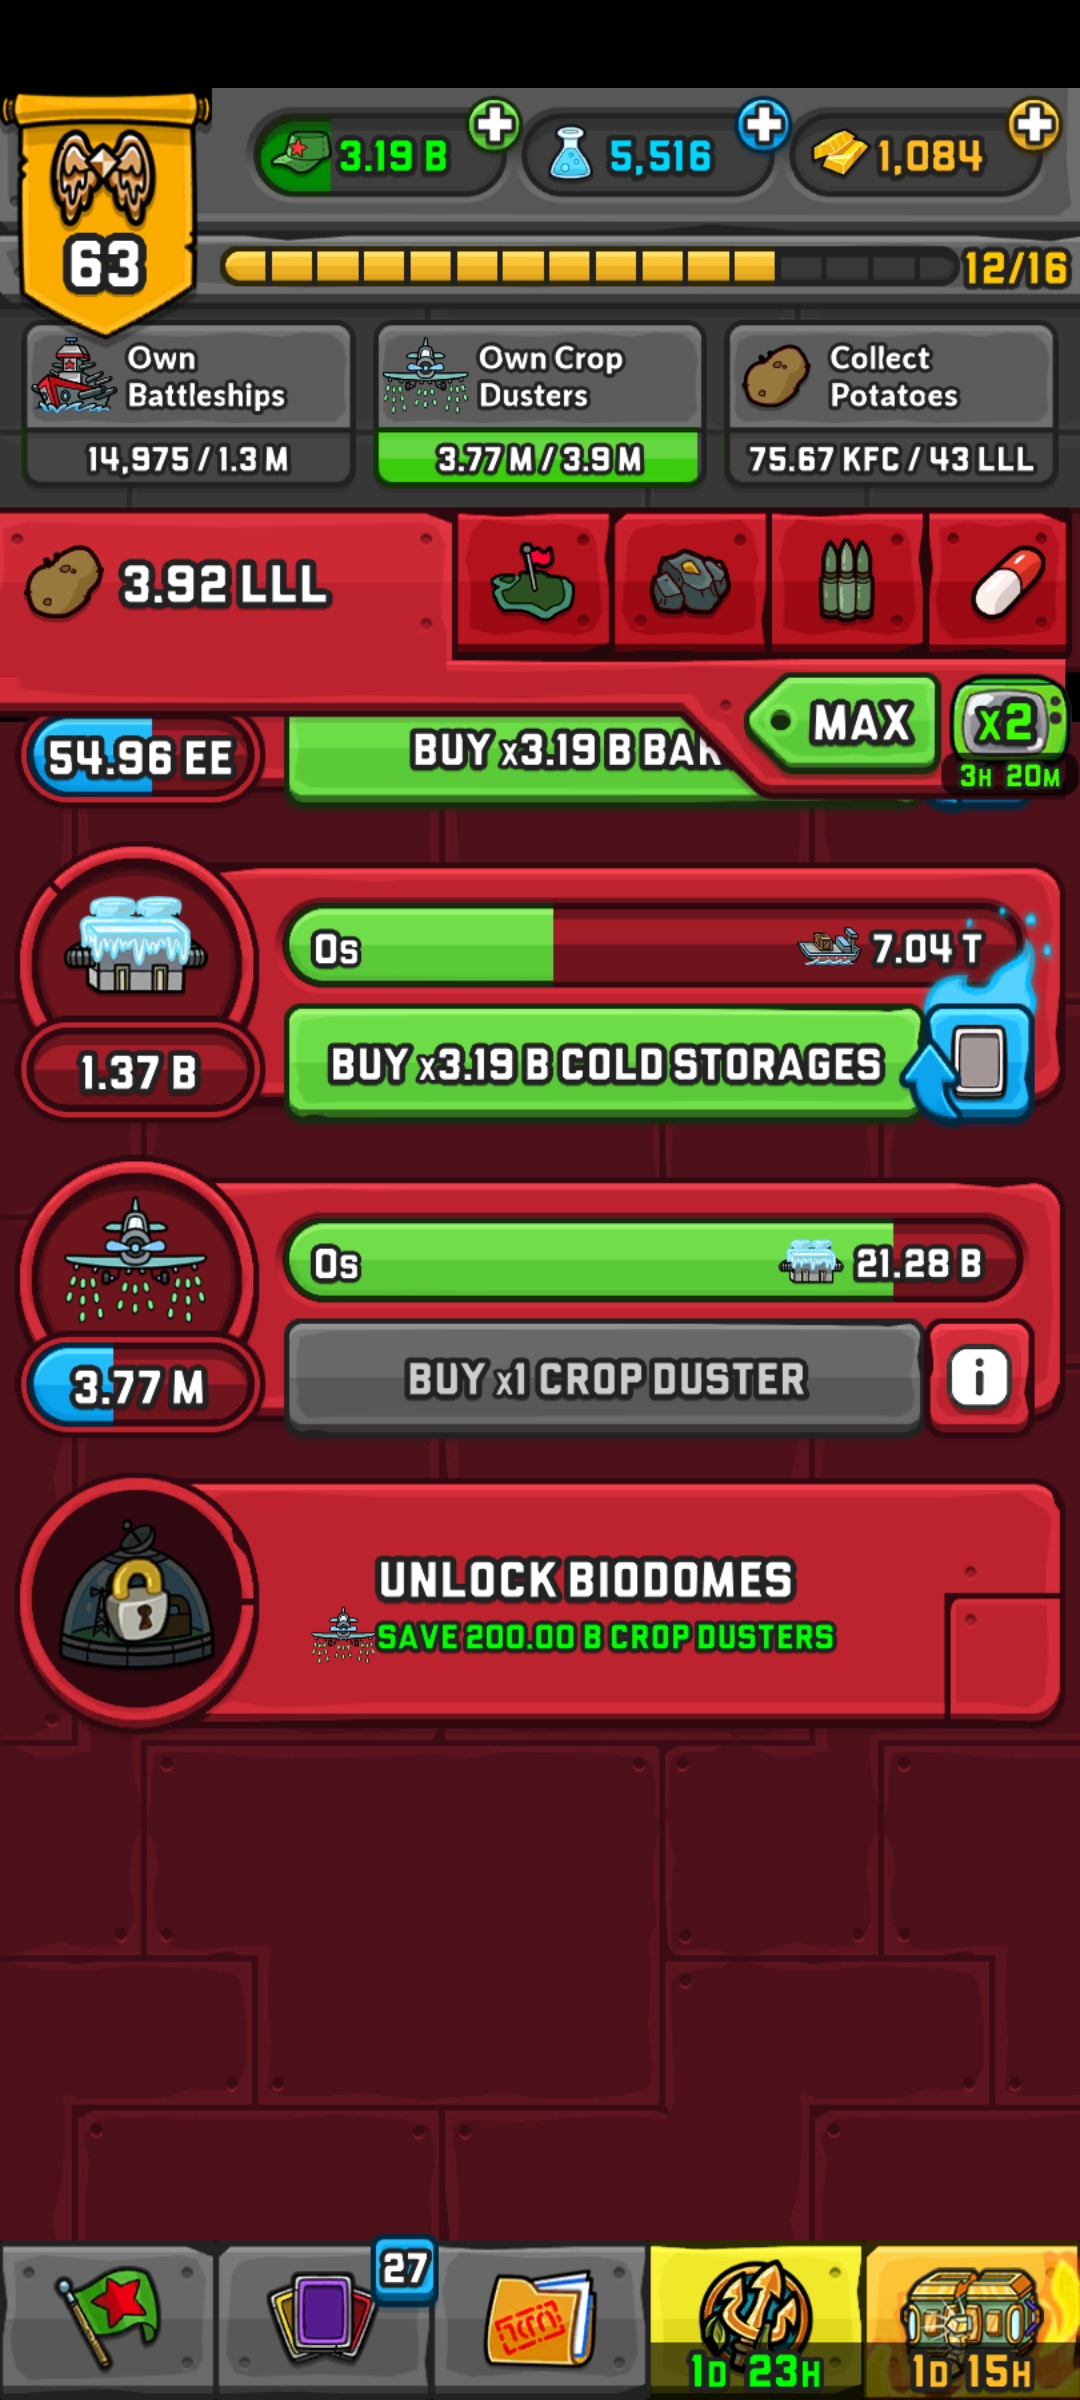 3.19 B
5,516
1,084
63
12/16
Own
Battleships
14,975 / 1.3 M
Own Crop
Dusters
3.77 M / 3.9 M
Collect
Potatoes
75.67 KFC / 43 LLL
3.92 LLL
MAX
x2
3H 20M
54.96 EE
BUY x3.19 B BAR
0s
7.04 T
1.37 B
BUY x3.19 B COLD STORAGES
0s
21.28 B
3.77 M
BUY x1 CROP DUSTER
i
UNLOCK BIODOMES
SAVE 200.00 B CROP DUSTERS
27
1D 23H
1D 15H